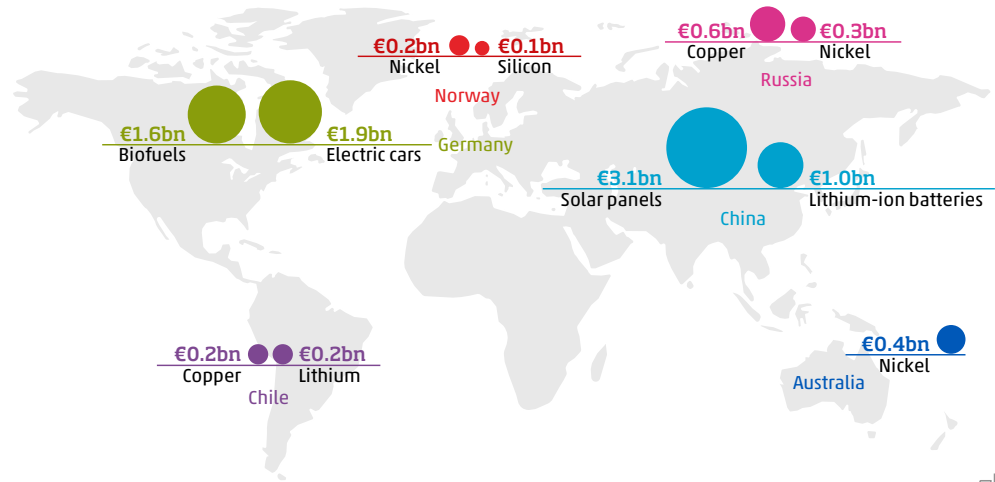 €0.6bn €0.3bn
Copper Nickel
Russia
€0.2bn €0.1bn
Nickel Silicon
Norway
€1.6bn €1.9bn
Biofuels Electric cars
Germany
€3.1bn €1.0bn
Solar panels Lithium-ion batteries
China
€0.2bn €0.2bn
Copper Lithium
Chile
€0.4bn
Nickel
Australia